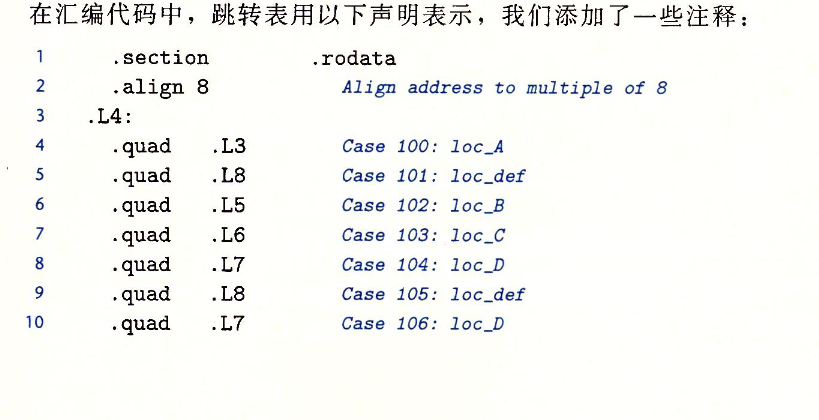 在汇编代码中，跳转表用以下声明表示，我们添加了一些注释：
1 .section .rodata
2 .align 8 Align address to multiple of 8
3 .L4:
4 .quad .L3 Case 100: loc_A
5 .quad .L8 Case 101: loc_def
6 .quad .L5 Case 102: loc_B
7 .quad .L6 Case 103: loc_C
8 .quad .L7 Case 104: loc_D
9 .quad .L8 Case 105: loc_def
10 .quad .L7 Case 106: loc_D